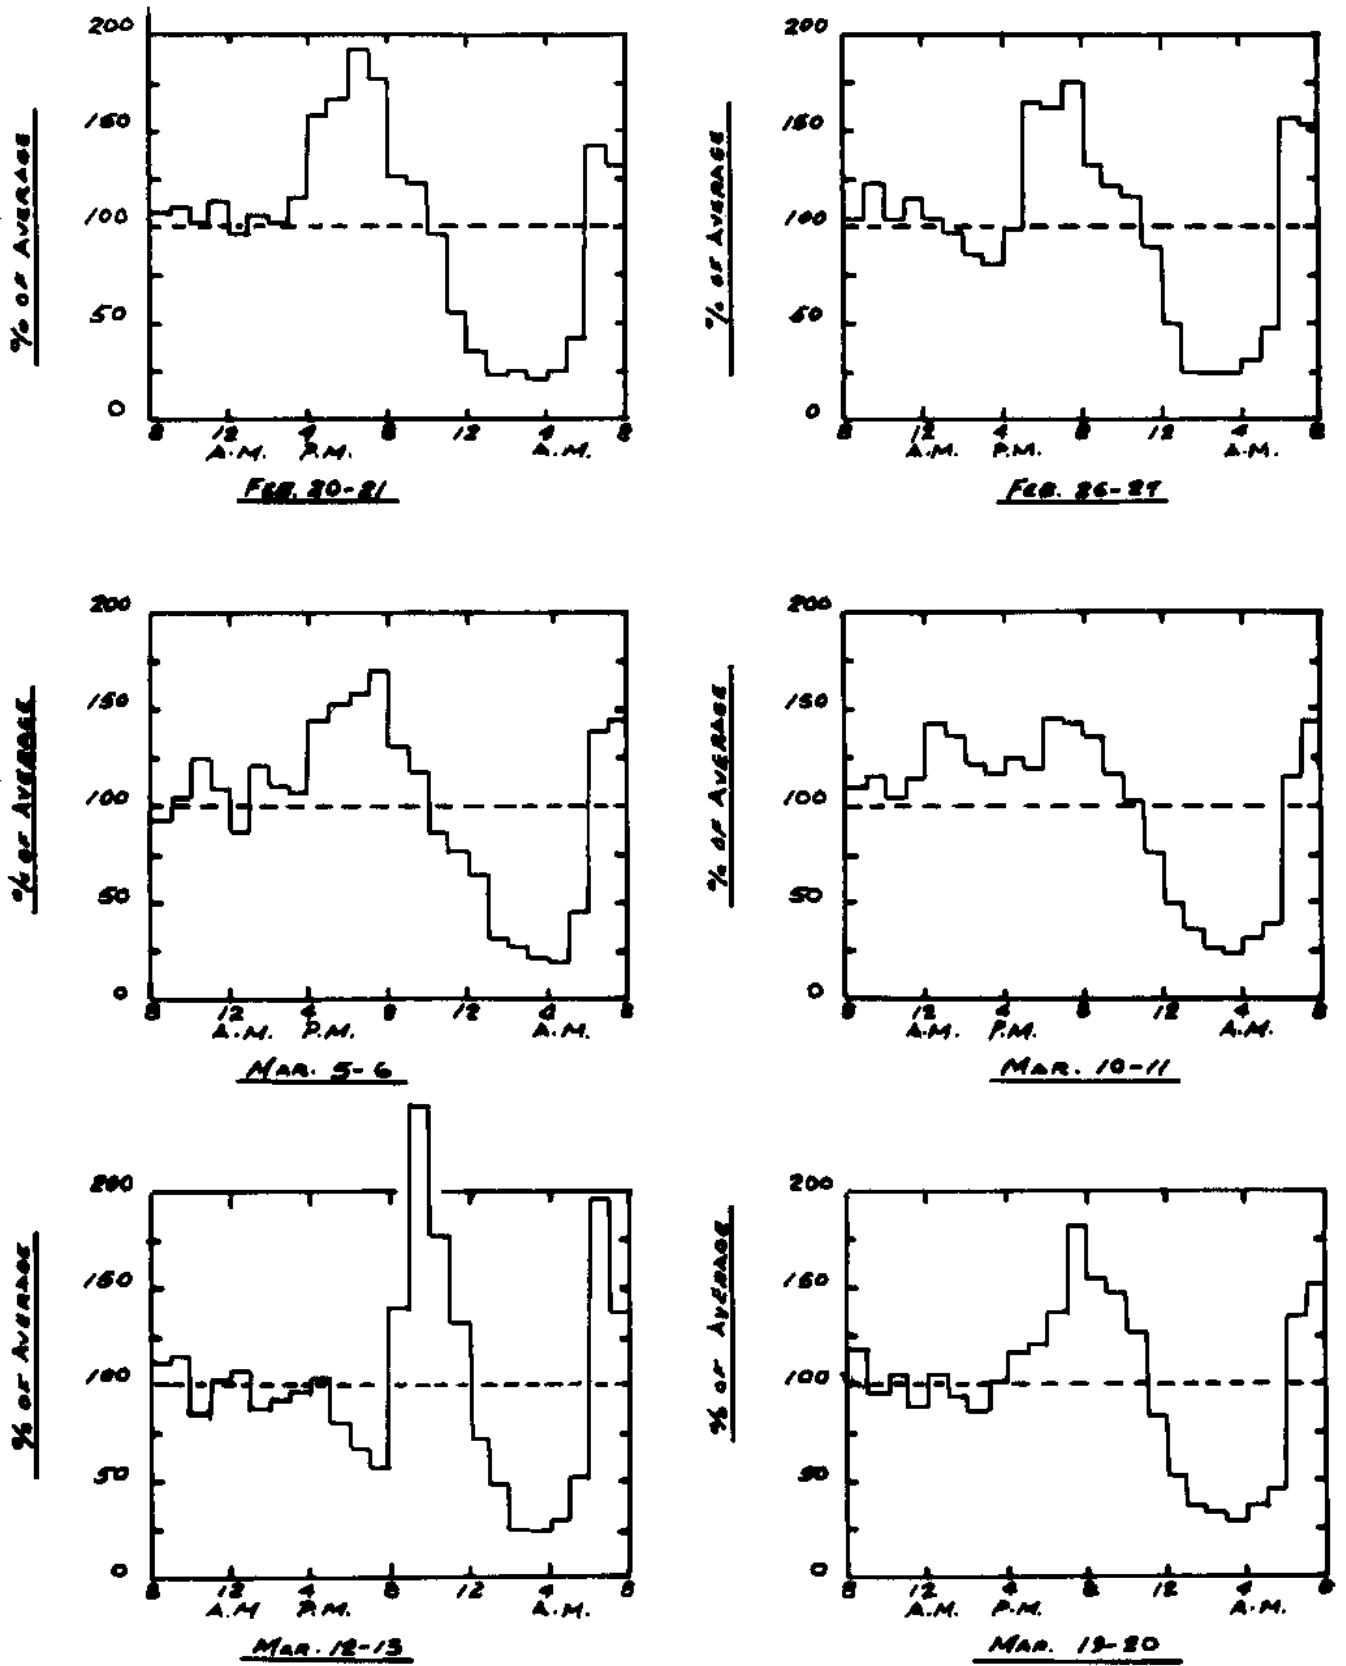 200 200
150 150
100 100
50 50
0 0
% OF AVERAGE % OF AVERAGE
8 12 4 8 12 4 8 8 12 4 8 12 4 8
A.M. P.M. A.M. A.M. P.M. A.M.
FEB. 20-21 FEB. 26-27
200 200
150 150
100 100
50 50
0 0
% OF AVERAGE % OF AVERAGE
8 12 4 8 12 4 8 8 12 4 8 12 4 8
A.M. P.M. A.M. A.M. P.M. A.M.
MAR. 5-6 MAR. 10-11
200 200
150 150
100 100
50 50
0 0
% OF AVERAGE % OF AVERAGE
8 12 4 8 12 4 8 8 12 4 8 12 4 8
A.M P.M. A.M. A.M. P.M. A.M.
MAR. 12-13 MAR. 19-20